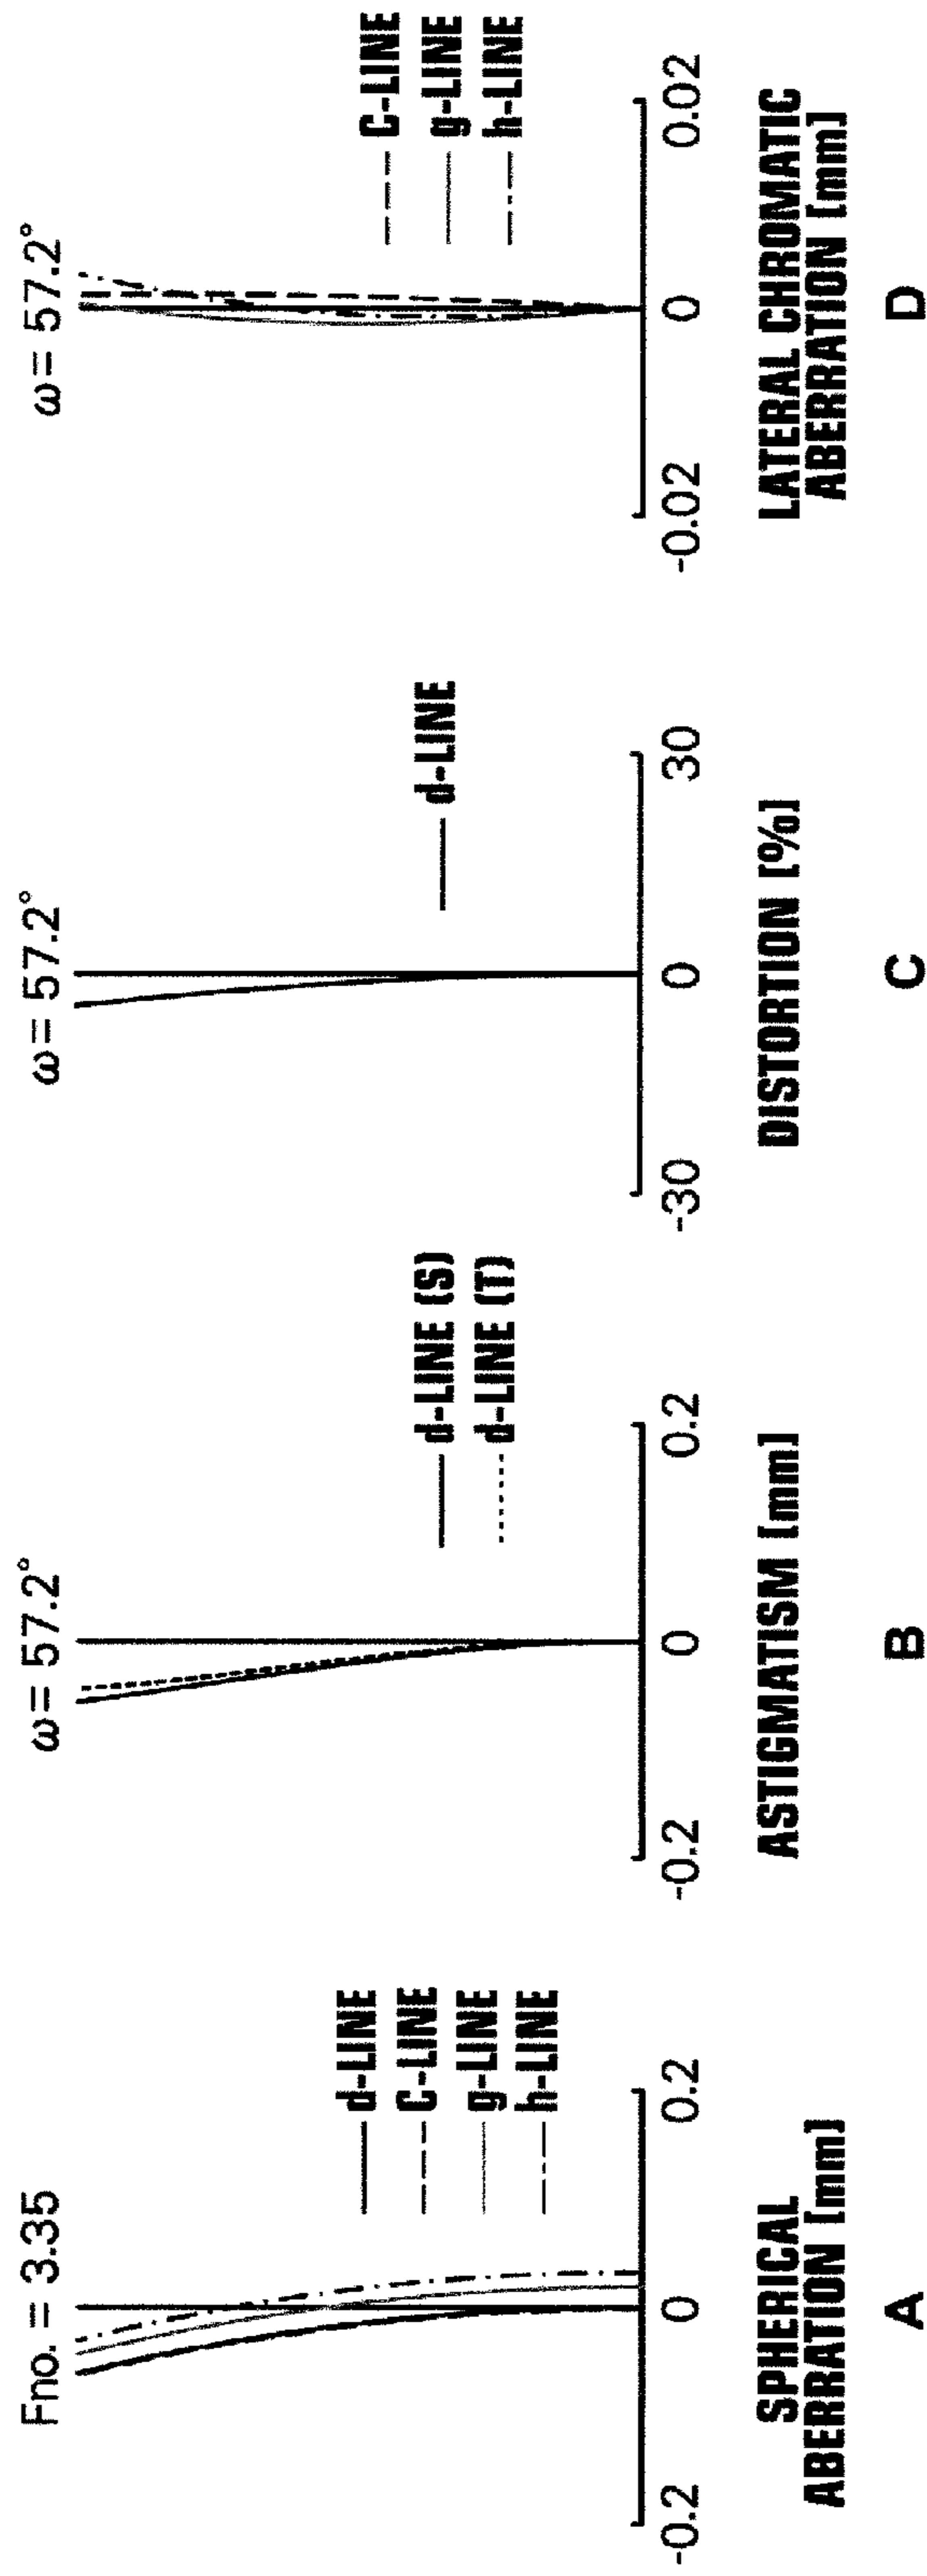 Fno. = 3.35
d-LINE
C-LINE
g-LINE
h-LINE
-0.2
0
0.2
SPHERICAL
ABERRATION [mm]
A
ω= 57.2°
d-LINE (S)
d-LINE (T)
-0.2
0
0.2
ASTIGMATISM [mm]
B
ω= 57.2°
d-LINE
-30
0
30
DISTORTION [%]
C
ω= 57.2°
C-LINE
g-LINE
h-LINE
-0.02
0
0.02
LATERAL CHROMATIC
ABERRATION [mm]
D